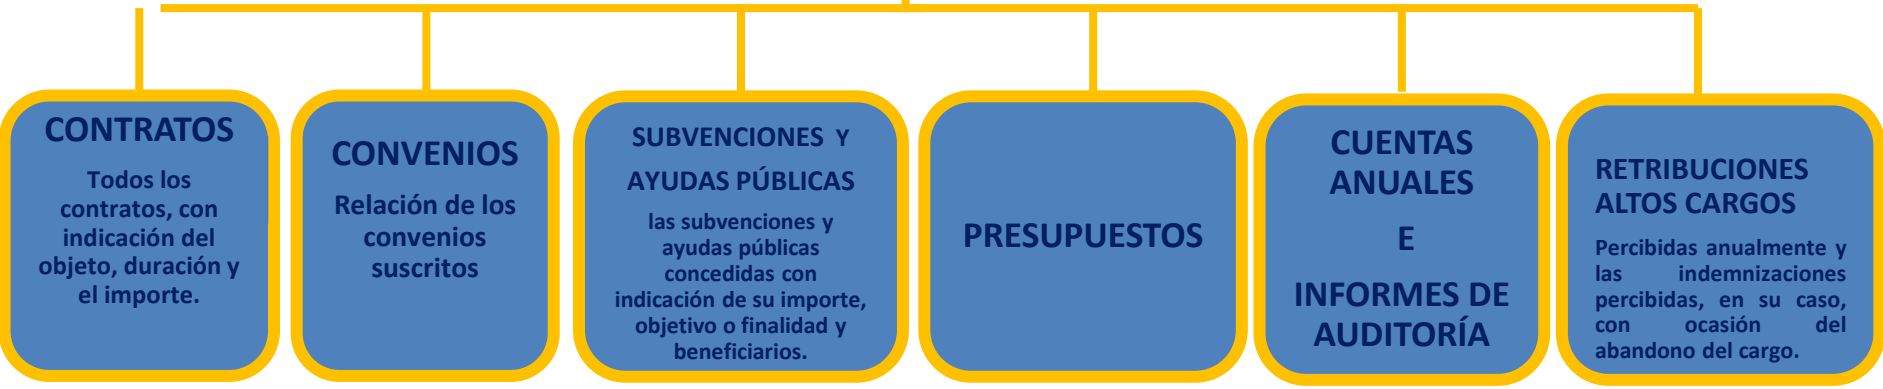 CONTRATOS
Todos los
contratos, con
indicación del
objeto, duración y
el importe.
CONVENIOS
Relación de los
convenios
suscritos
SUBVENCIONES Y
AYUDAS PÚBLICAS
las subvenciones y
ayudas públicas
concedidas con
indicación de su importe,
objetivo o finalidad y
beneficiarios.
PRESUPUESTOS
CUENTAS
ANUALES
E
INFORMES DE
AUDITORÍA
RETRIBUCIONES
ALTOS CARGOS
Percibidas anualmente y
las indemnizaciones
percibidas, en su caso,
con ocasión del
abandono del cargo.